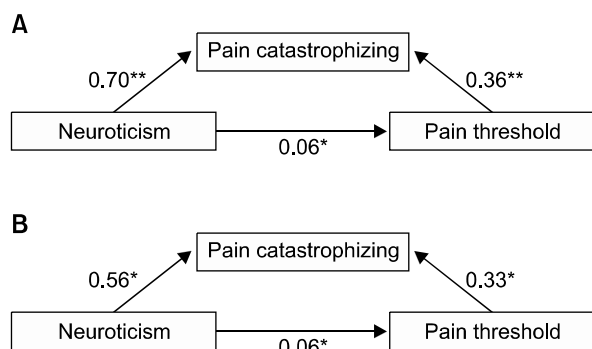 A
Pain catastrophizing
0.70** 0.36**
Neuroticism Pain threshold
0.06*
B
Pain catastrophizing
0.56* 0.33*
Neuroticism Pain threshold
0.06*